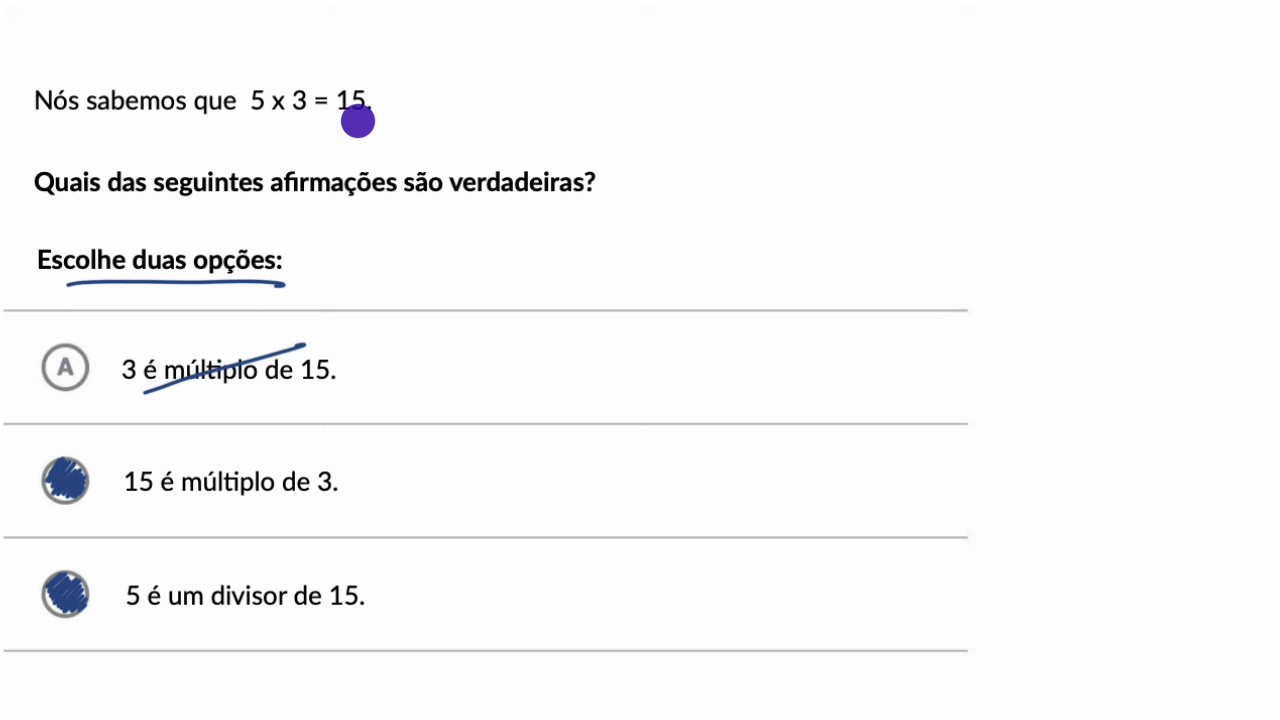 Nós sabemos que 5 x 3 = 15.
Quais das seguintes afirmações são verdadeiras?
Escolhe duas opções:
A 3 é múltiplo de 15.
15 é múltiplo de 3.
5 é um divisor de 15.